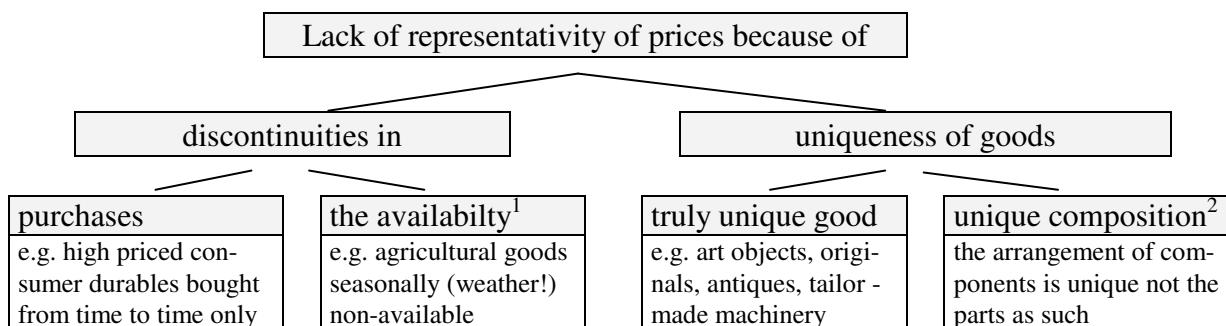 Lack of representativity of prices because of
discontinuities in
uniqueness of goods
purchases
e.g. high priced con-
sumer durables bought
from time to time only
the availabilty¹
e.g. agricultural goods
seasonally (weather!)
non-available
truly unique good
e.g. art objects, origi-
nals, antiques, tailor -
made machinery
unique composition²
the arrangement of com-
ponents is unique not the
parts as such